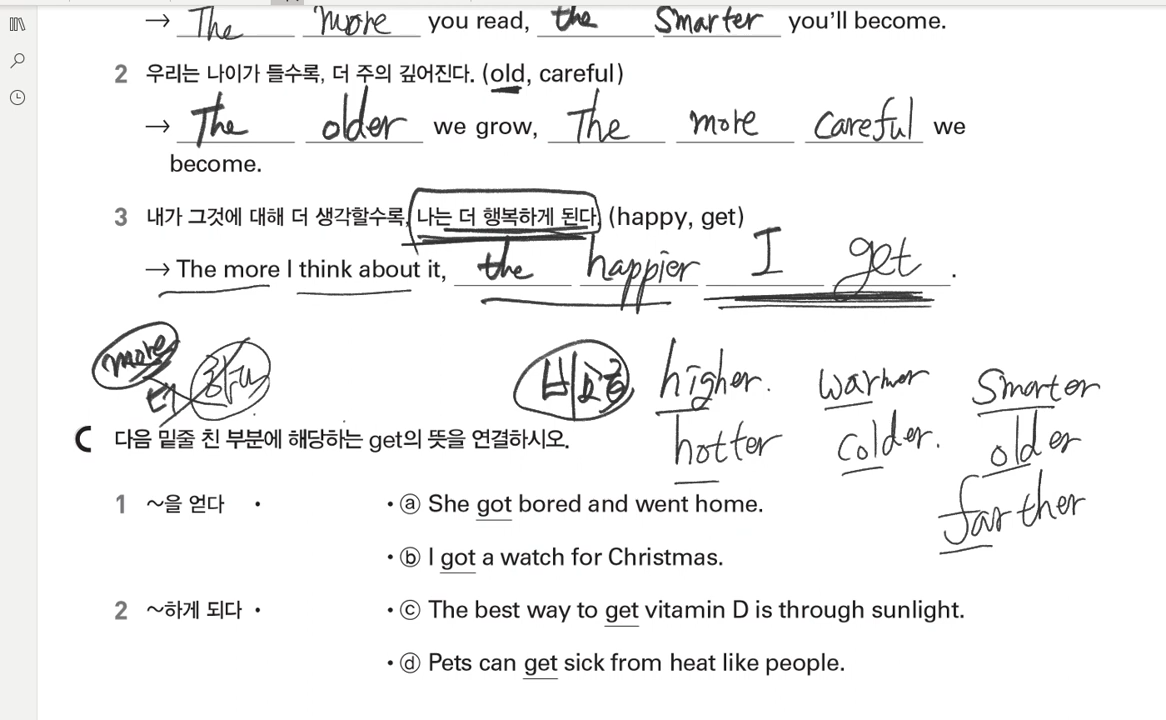 → The more you read, the smarter you'll become.
2 우리는 나이가 들수록, 더 주의 깊어진다. (old, careful)
→ The older we grow, The more careful we
become.
3 내가 그것에 대해 더 생각할수록, 나는 더 행복하게 된다. (happy, get)
→ The more I think about it, the happier I get .
more
더
비교급 higher. warmer Smarter
hotter colder. older
farther
C 다음 밑줄 친 부분에 해당하는 get의 뜻을 연결하시오.
1 ~을 얻다 · · ⓐ She got bored and went home.
· ⓑ I got a watch for Christmas.
2 ~하게 되다 · · ⓒ The best way to get vitamin D is through sunlight.
· ⓓ Pets can get sick from heat like people.